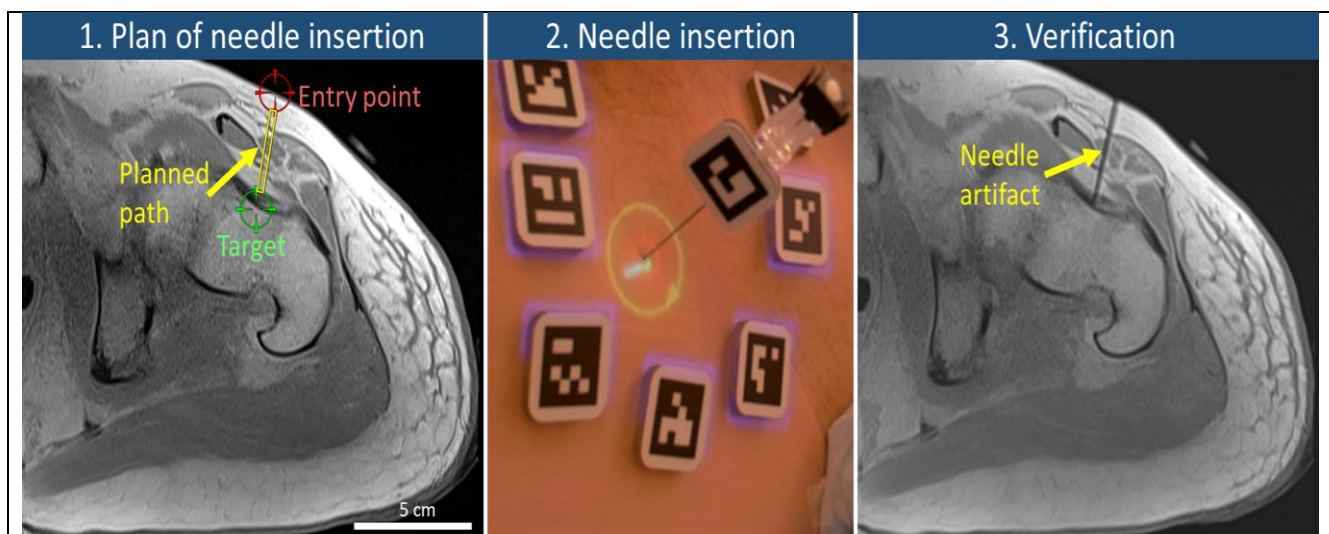 1. Plan of needle insertion
Entry point
Planned
path
Target
5 cm
2. Needle insertion
3. Verification
Needle
artifact